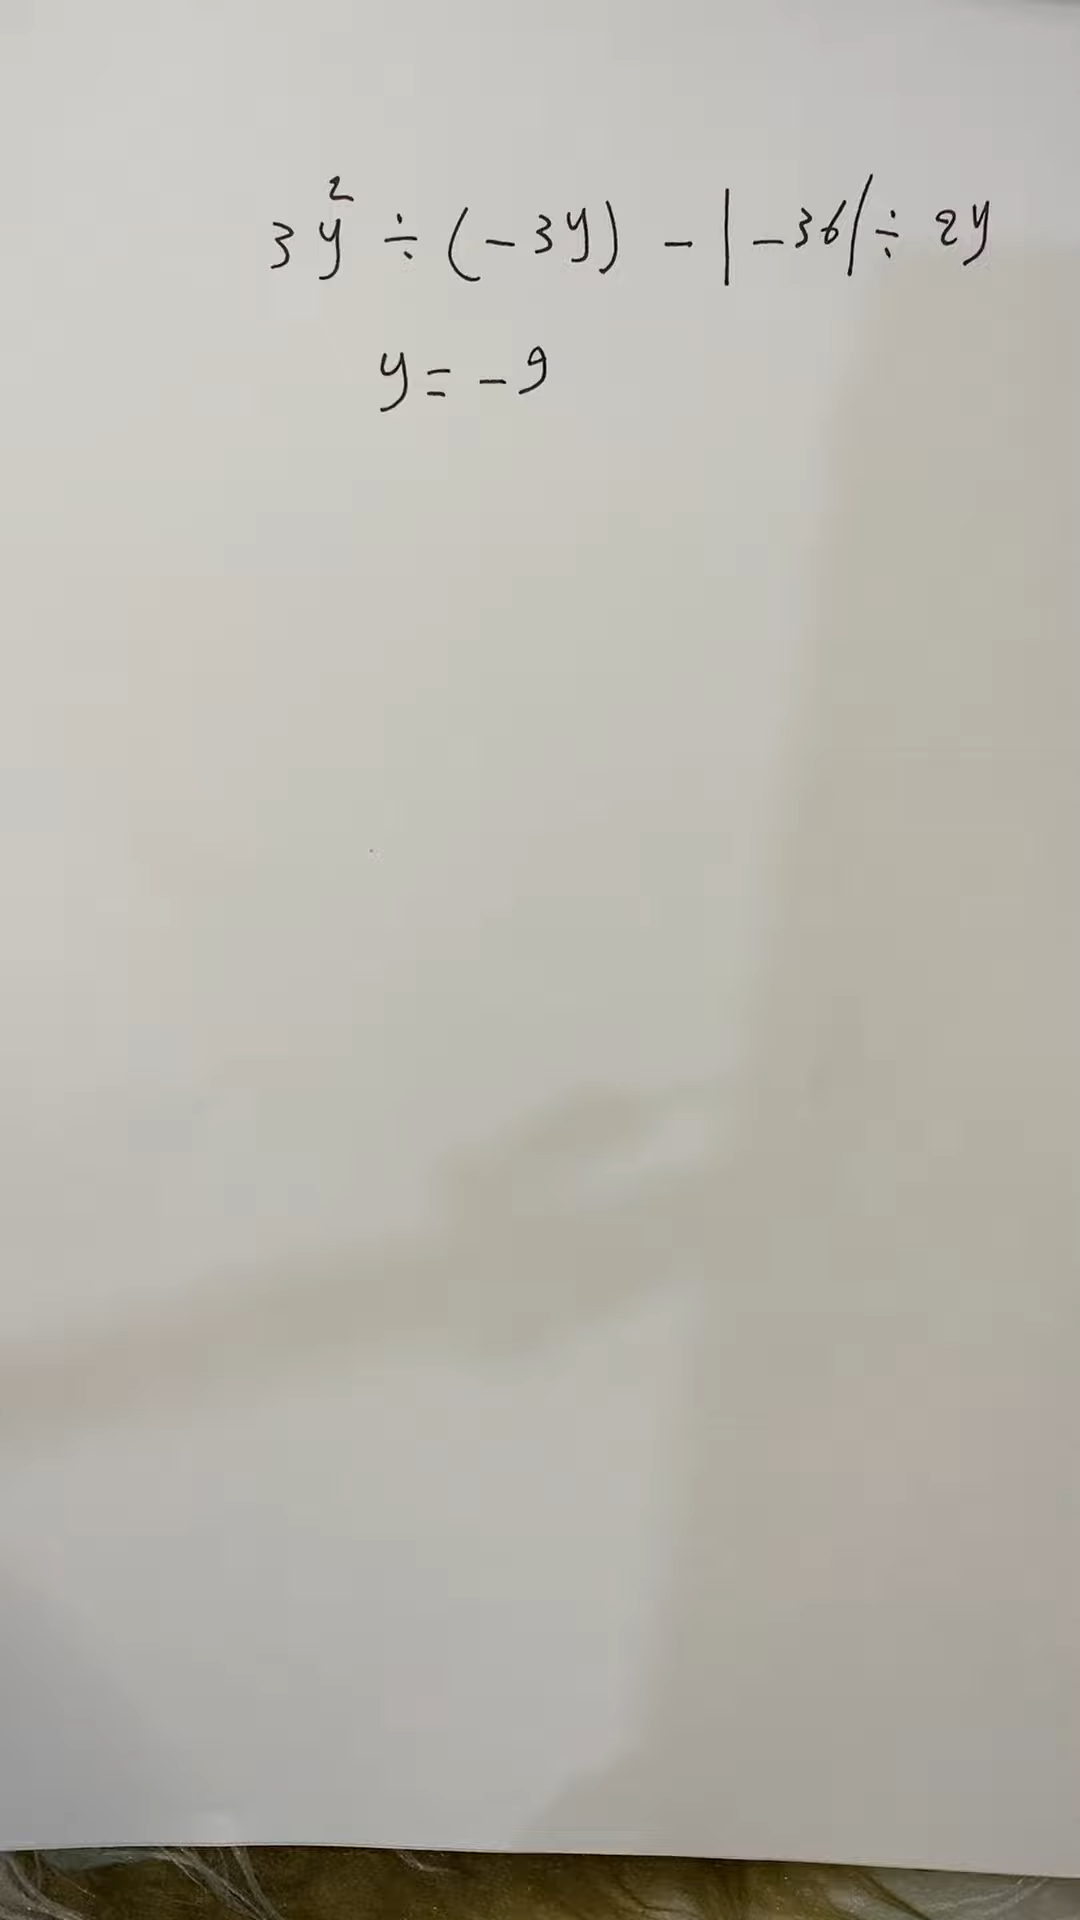 3y² ÷ (-3y) - |-36| ÷ 2y
y = -9